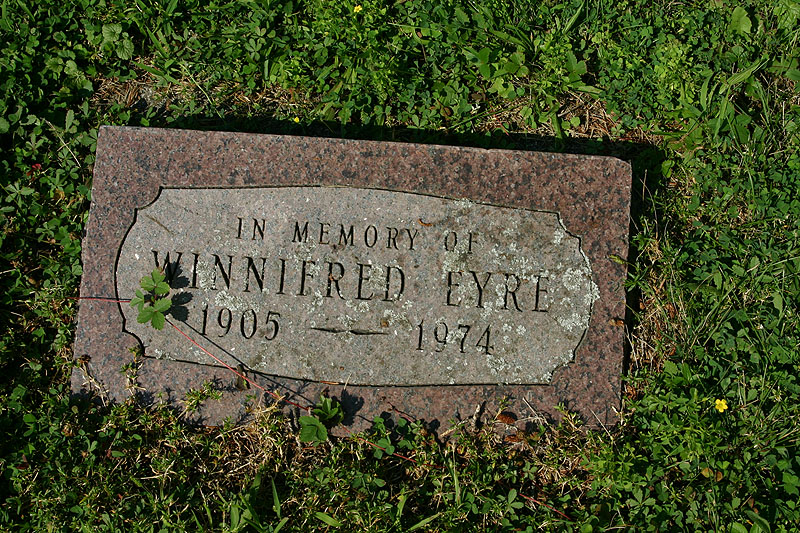 IN MEMORY OF
WINNIFRED EYRE
1905 — 1974